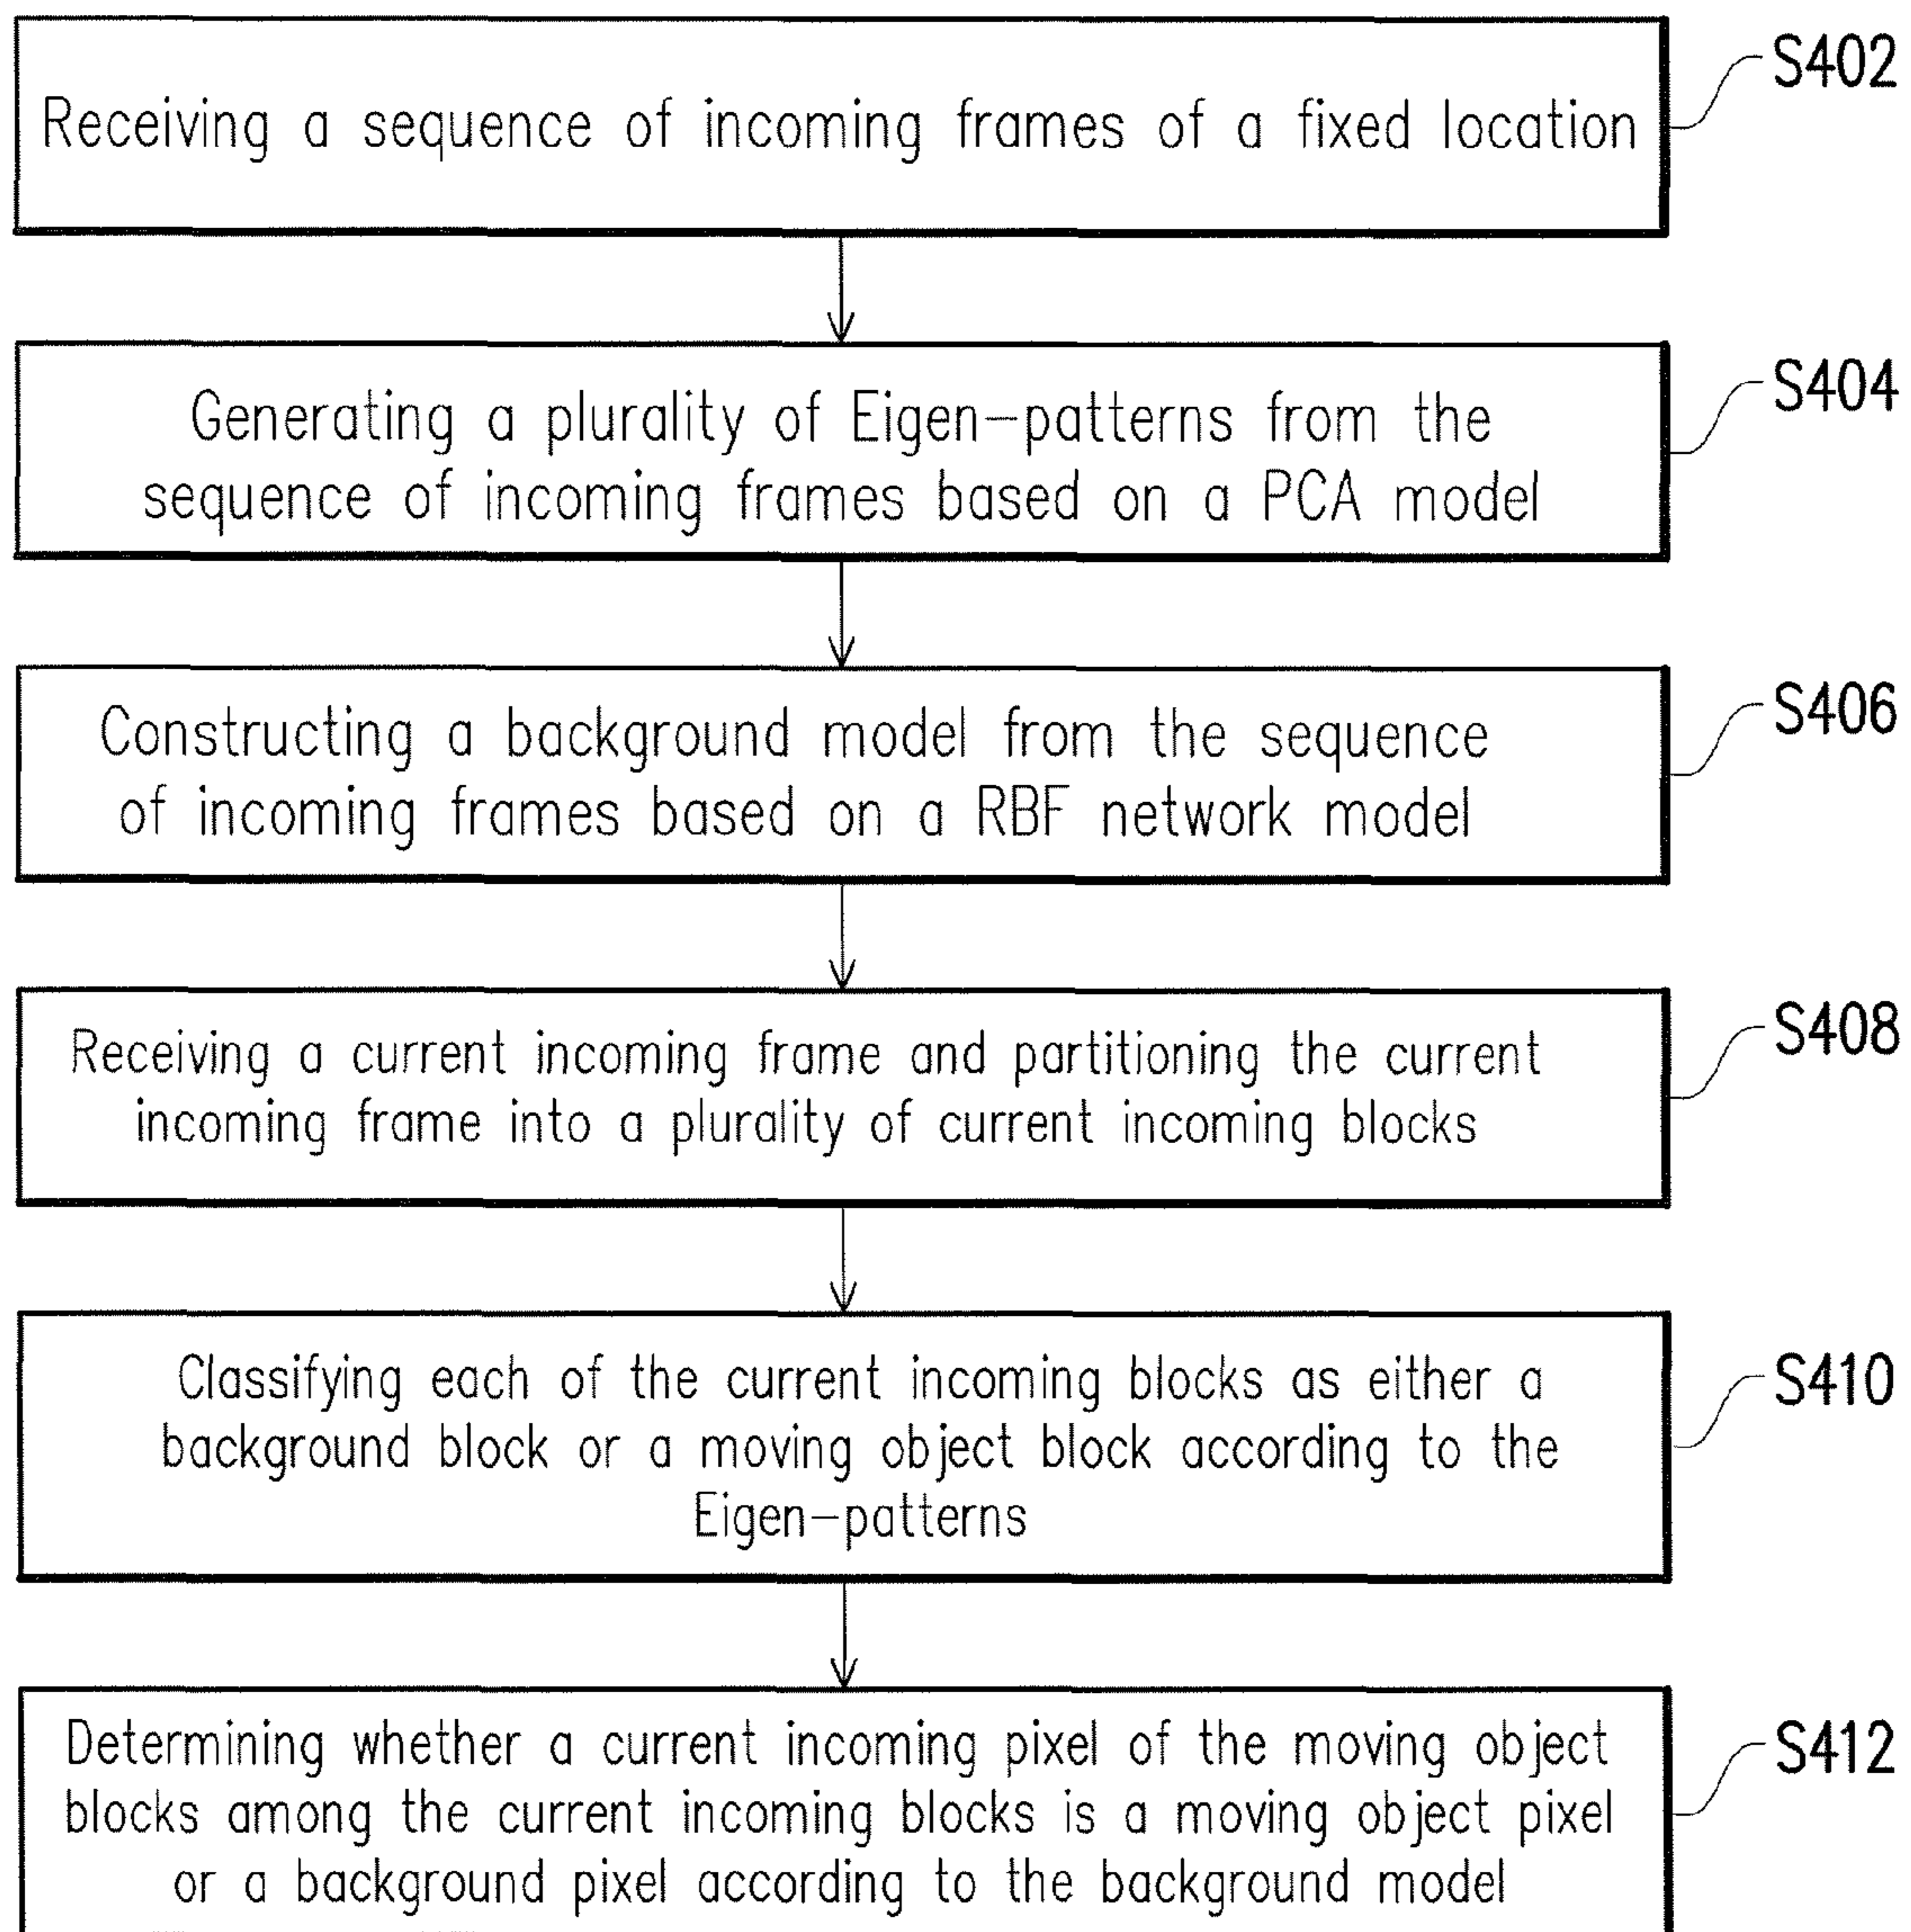 Receiving a sequence of incoming frames of a fixed location
S402
Generating a plurality of Eigen-patterns from the
sequence of incoming frames based on a PCA model
S404
Constructing a background model from the sequence
of incoming frames based on a RBF network model
S406
Receiving a current incoming frame and partitioning the current
incoming frame into a plurality of current incoming blocks
S408
Classifying each of the current incoming blocks as either a
background block or a moving object block according to the
Eigen-patterns
S410
Determining whether a current incoming pixel of the moving object
blocks among the current incoming blocks is a moving object pixel
or a background pixel according to the background model
S412